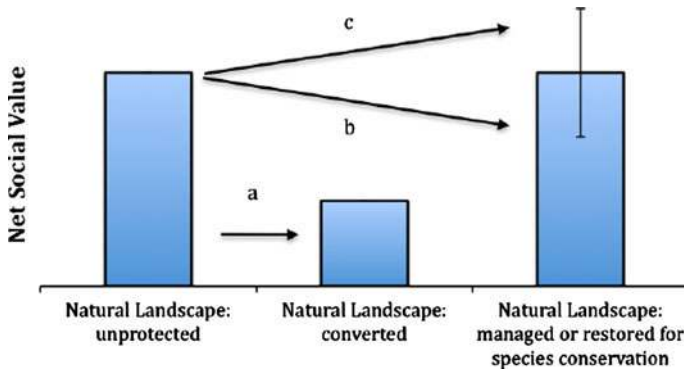 c
b
a
Net Social Value
Natural Landscape:
unprotected
Natural Landscape:
converted
Natural Landscape:
managed or restored for
species conservation